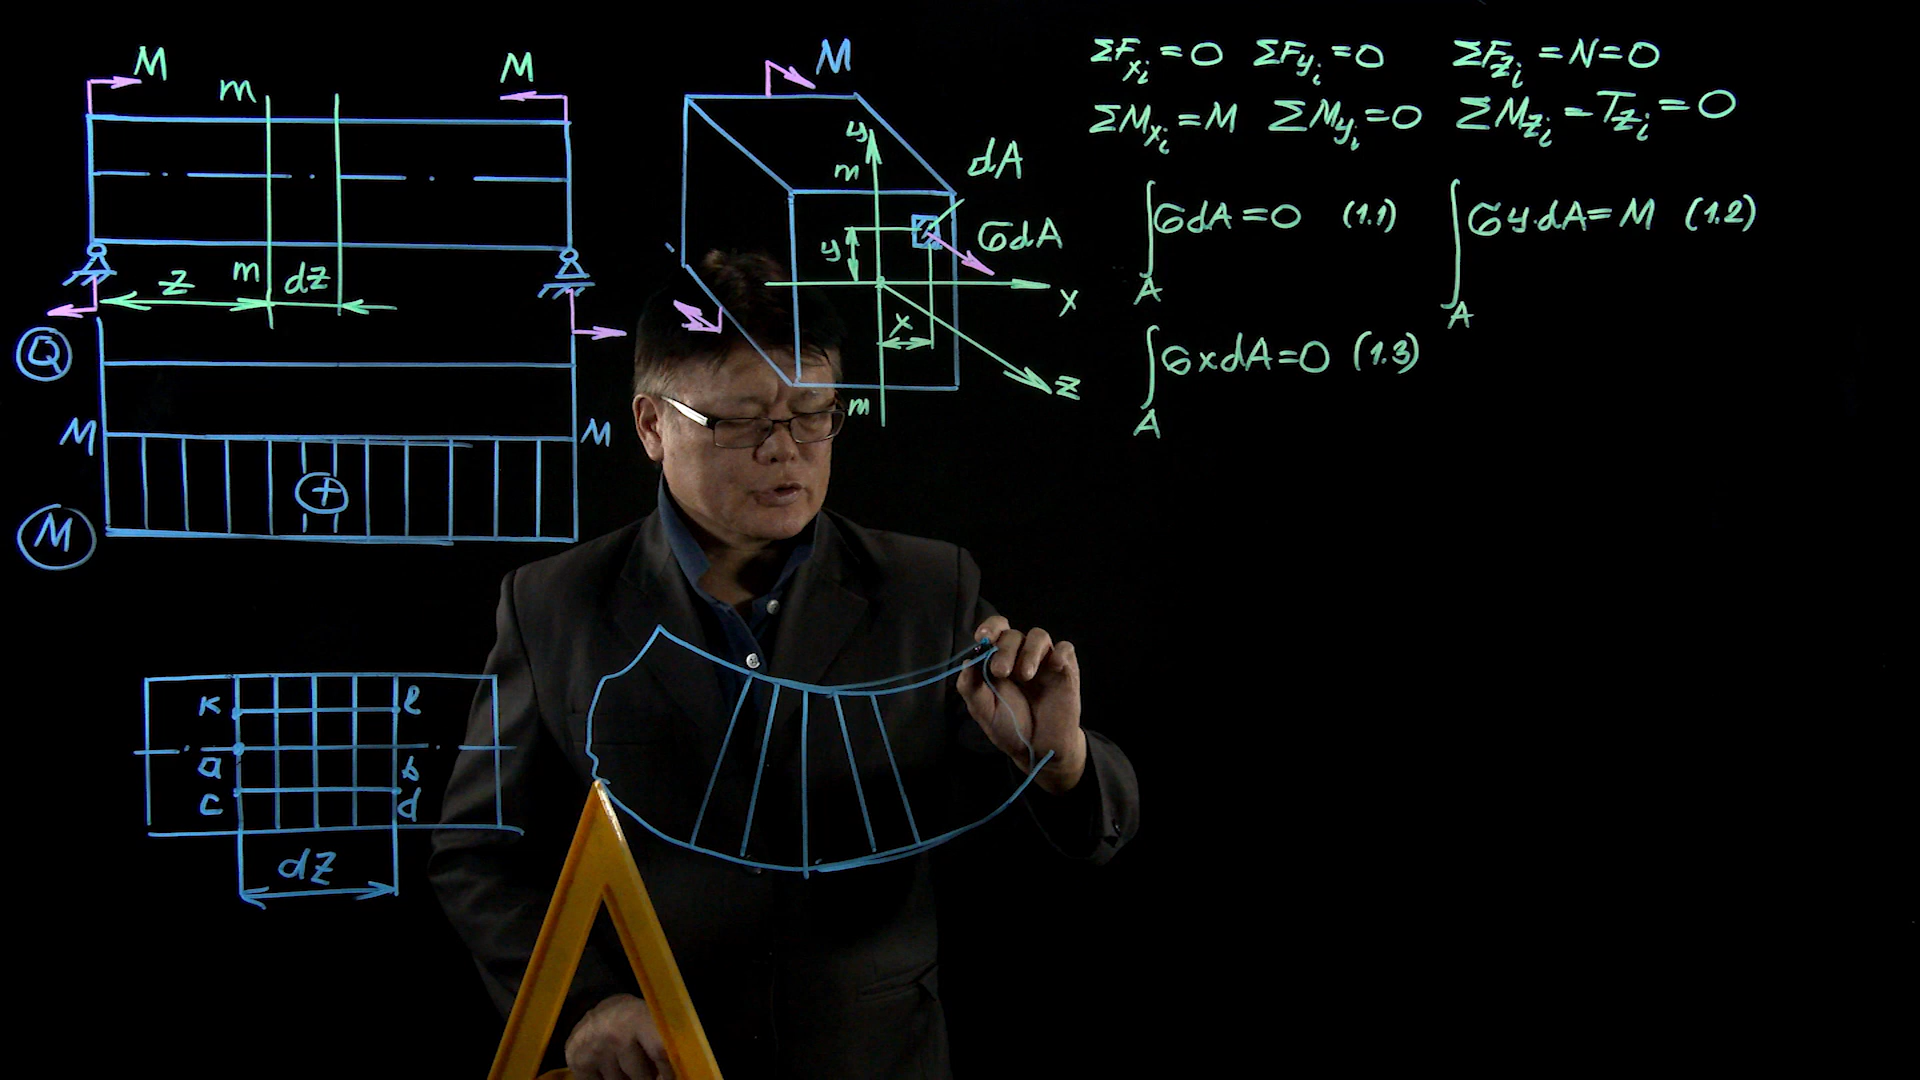 M M
m
m
z dz
Q
M M
+
M
M
y
m
dA
y
σdA
x
x
z
m
ΣFxᵢ=0 ΣFyᵢ=0 ΣFzᵢ=N=0
ΣMxᵢ=M ΣMyᵢ=0 ΣMzᵢ=Tzᵢ=0
∫A σdA=0 (1.1) ∫A σy·dA=M (1.2)
∫A σxdA=0 (1.3)
K l
a b
c d
dz